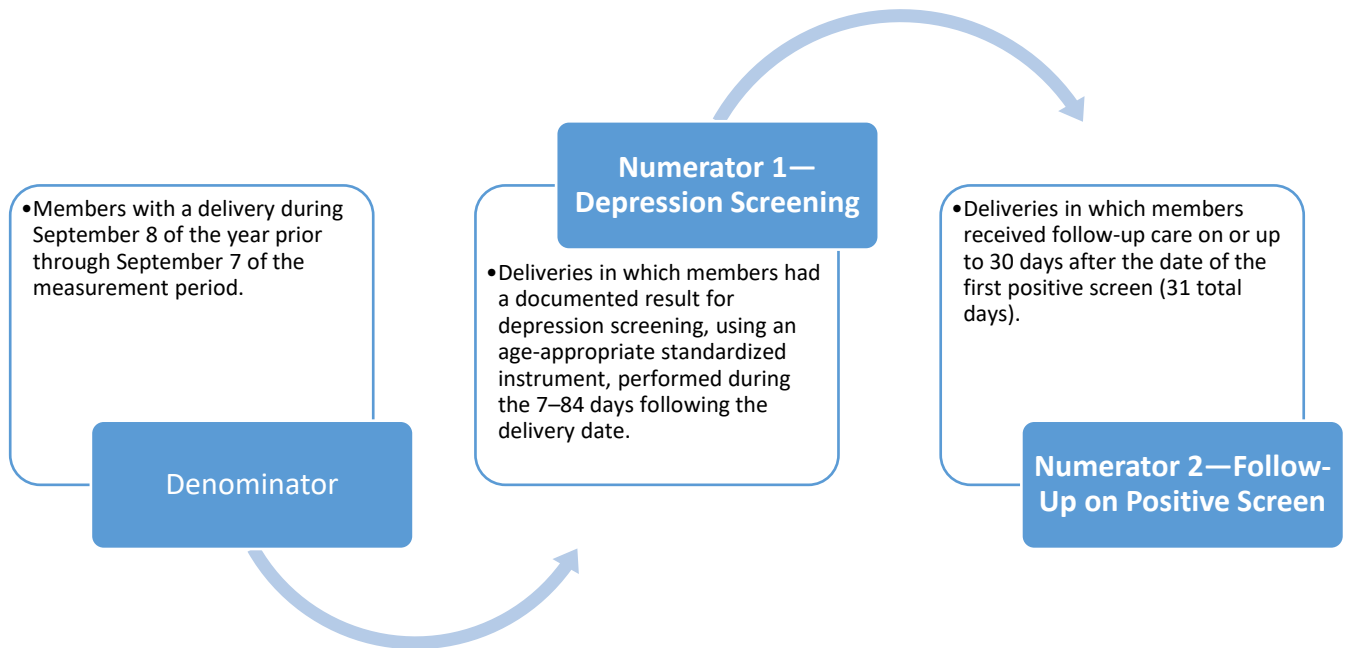 •Members with a delivery during
September 8 of the year prior
through September 7 of the
measurement period.
Denominator
Numerator 1—
Depression Screening
•Deliveries in which members had
a documented result for
depression screening, using an
age-appropriate standardized
instrument, performed during
the 7–84 days following the
delivery date.
•Deliveries in which members
received follow-up care on or up
to 30 days after the date of the
first positive screen (31 total
days).
Numerator 2—Follow-
Up on Positive Screen